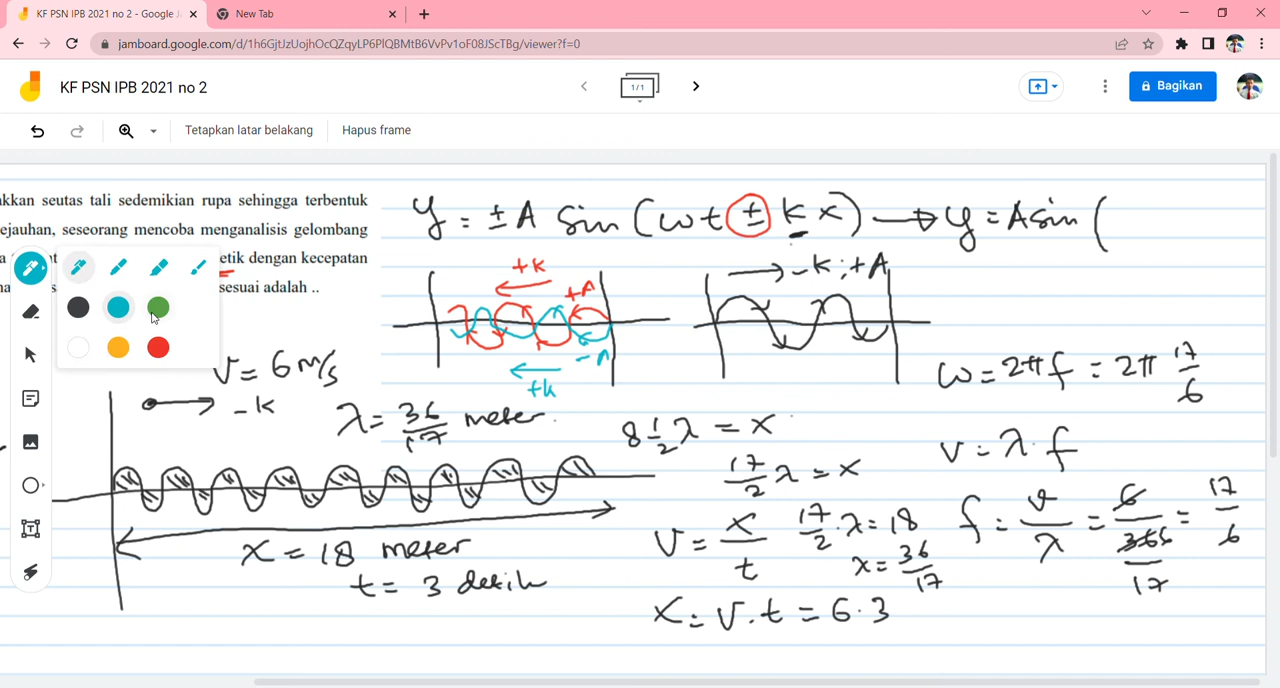 KF PSN IPB 2021 no 2 - Google J
New Tab
jamboard.google.com/d/1h6GjtJzUojhOcQZqyLP6PlQBMtB6VvPv1oF08JScTBg/viewer?f=0
KF PSN IPB 2021 no 2
1/1
Bagikan
Tetapkan latar belakang
Hapus frame
akkan seutas tali sedemikian rupa sehingga terbentuk
ejauhan, seseorang mencoba menganalisis gelombang
etik dengan kecepatan
sesuai adalah ..
y = ± A sin (ωt ± kx) → y = A sin (
+k
+A
-A
+k
→ -k ; +A
v = 6 m/s
→ -k
λ = 36/17 meter
x = 18 meter
t = 3 detik
8 1/2 λ = x
17/2 λ = x
v = x/t
17/2 · λ = 18
x = 36/17
x = v . t = 6 · 3
ω = 2πf = 2π 17/6
v = λ · f
f = v/λ = 6/(36/17) = 17/6